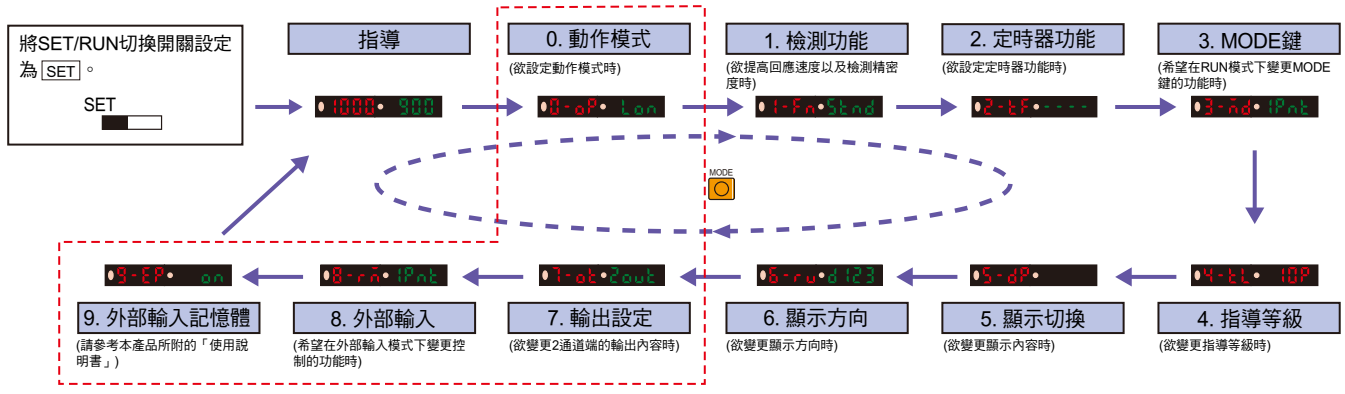 將SET/RUN切換開關設定
為 SET 。
SET
指導
1000 900
0. 動作模式
(欲設定動作模式時)
0-oP Lon
1. 檢測功能
(欲提高回應速度以及檢測精密
度時)
1-Fn Stnd
2. 定時器功能
(欲設定定時器功能時)
2-tF ----
3. MODE鍵
(希望在RUN模式下變更MODE
鍵的功能時)
3-md 1Pnt
MODE
9-EP on
9. 外部輸入記憶體
(請參考本產品所附的「使用說
明書」)
8-rm 1Pnt
8. 外部輸入
(希望在外部輸入模式下變更控
制的功能時)
7-ot 2out
7. 輸出設定
(欲變更2通道端的輸出內容時)
6-rv d123
6. 顯示方向
(欲變更顯示方向時)
5-dP
5. 顯示切換
(欲變更顯示內容時)
4-tL 10P
4. 指導等級
(欲變更指導等級時)